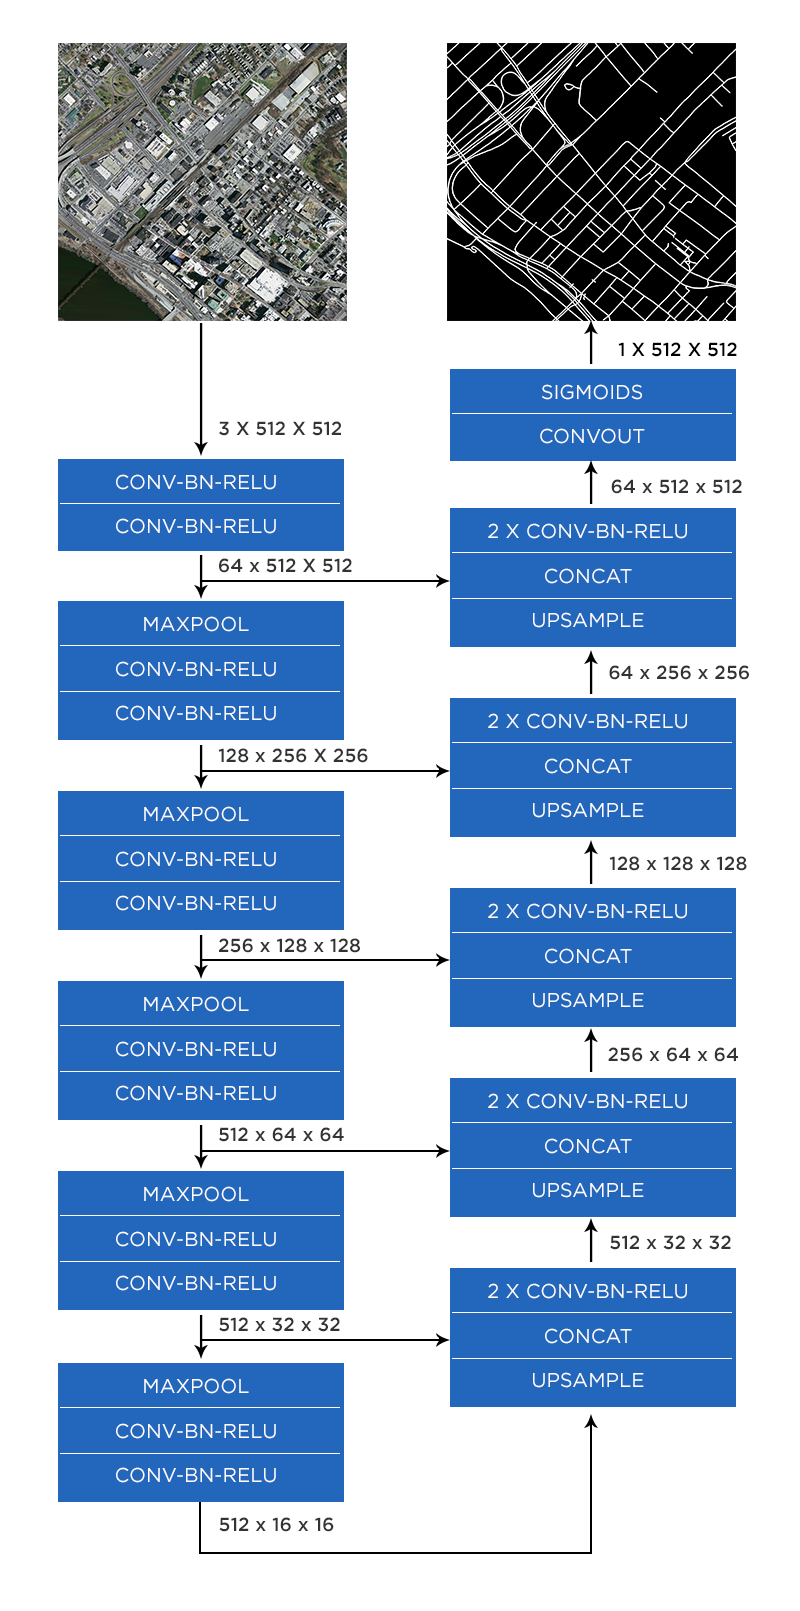 3 X 512 X 512
CONV-BN-RELU
CONV-BN-RELU
64 x 512 X 512
MAXPOOL
CONV-BN-RELU
CONV-BN-RELU
128 x 256 X 256
MAXPOOL
CONV-BN-RELU
CONV-BN-RELU
256 x 128 x 128
MAXPOOL
CONV-BN-RELU
CONV-BN-RELU
512 x 64 x 64
MAXPOOL
CONV-BN-RELU
CONV-BN-RELU
512 x 32 x 32
MAXPOOL
CONV-BN-RELU
CONV-BN-RELU
512 x 16 x 16
1 X 512 X 512
SIGMOIDS
CONVOUT
64 x 512 x 512
2 X CONV-BN-RELU
CONCAT
UPSAMPLE
64 x 256 x 256
2 X CONV-BN-RELU
CONCAT
UPSAMPLE
128 x 128 x 128
2 X CONV-BN-RELU
CONCAT
UPSAMPLE
256 x 64 x 64
2 X CONV-BN-RELU
CONCAT
UPSAMPLE
512 x 32 x 32
2 X CONV-BN-RELU
CONCAT
UPSAMPLE